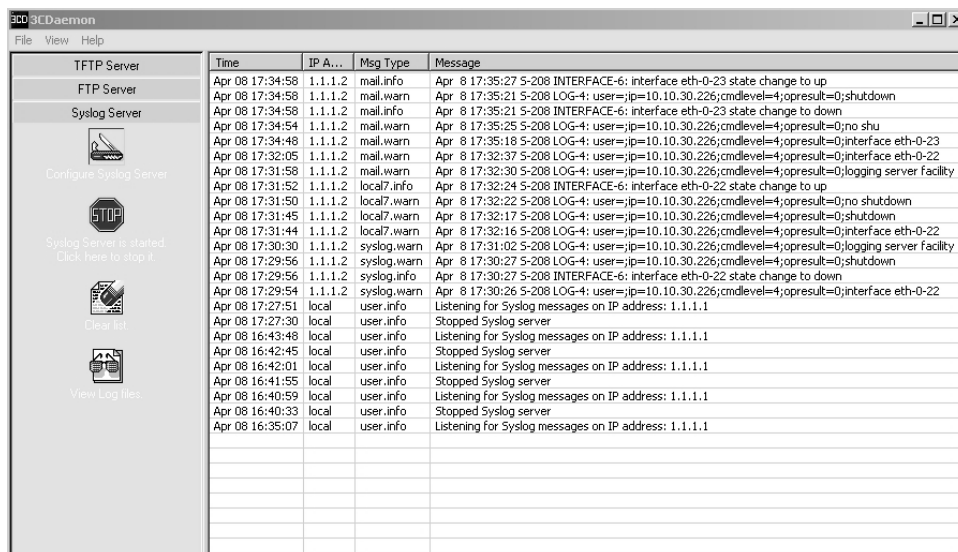 3CD 3CDaemon
File View Help
TFTP Server
FTP Server
Syslog Server
Configure Syslog Server
STOP
Syslog Server is started.
Click here to stop it.
Clear list.
View Log files.
Time IP A... Msg Type Message
Apr 08 17:34:58 1.1.1.2 mail.info Apr 8 17:35:27 S-208 INTERFACE-6: interface eth-0-23 state change to up
Apr 08 17:34:58 1.1.1.2 mail.warn Apr 8 17:35:21 S-208 LOG-4: user=;ip=10.10.30.226;cmdlevel=4;opresult=0;shutdown
Apr 08 17:34:58 1.1.1.2 mail.info Apr 8 17:35:21 S-208 INTERFACE-6: interface eth-0-23 state change to down
Apr 08 17:34:54 1.1.1.2 mail.warn Apr 8 17:35:25 S-208 LOG-4: user=;ip=10.10.30.226;cmdlevel=4;opresult=0;no shu
Apr 08 17:34:48 1.1.1.2 mail.warn Apr 8 17:35:18 S-208 LOG-4: user=;ip=10.10.30.226;cmdlevel=4;opresult=0;interface eth-0-23
Apr 08 17:32:05 1.1.1.2 mail.warn Apr 8 17:32:37 S-208 LOG-4: user=;ip=10.10.30.226;cmdlevel=4;opresult=0;interface eth-0-22
Apr 08 17:31:58 1.1.1.2 mail.warn Apr 8 17:32:30 S-208 LOG-4: user=;ip=10.10.30.226;cmdlevel=4;opresult=0;logging server facility
Apr 08 17:31:52 1.1.1.2 local7.info Apr 8 17:32:24 S-208 INTERFACE-6: interface eth-0-22 state change to up
Apr 08 17:31:50 1.1.1.2 local7.warn Apr 8 17:32:22 S-208 LOG-4: user=;ip=10.10.30.226;cmdlevel=4;opresult=0;no shutdown
Apr 08 17:31:45 1.1.1.2 local7.warn Apr 8 17:32:17 S-208 LOG-4: user=;ip=10.10.30.226;cmdlevel=4;opresult=0;shutdown
Apr 08 17:31:44 1.1.1.2 local7.warn Apr 8 17:32:16 S-208 LOG-4: user=;ip=10.10.30.226;cmdlevel=4;opresult=0;interface eth-0-22
Apr 08 17:30:30 1.1.1.2 syslog.warn Apr 8 17:31:02 S-208 LOG-4: user=;ip=10.10.30.226;cmdlevel=4;opresult=0;logging server facility
Apr 08 17:29:56 1.1.1.2 syslog.warn Apr 8 17:30:27 S-208 LOG-4: user=;ip=10.10.30.226;cmdlevel=4;opresult=0;shutdown
Apr 08 17:29:56 1.1.1.2 syslog.info Apr 8 17:30:27 S-208 INTERFACE-6: interface eth-0-22 state change to down
Apr 08 17:29:54 1.1.1.2 syslog.warn Apr 8 17:30:26 S-208 LOG-4: user=;ip=10.10.30.226;cmdlevel=4;opresult=0;interface eth-0-22
Apr 08 17:27:51 local user.info Listening for Syslog messages on IP address: 1.1.1.1
Apr 08 17:27:30 local user.info Stopped Syslog server
Apr 08 16:43:48 local user.info Listening for Syslog messages on IP address: 1.1.1.1
Apr 08 16:42:45 local user.info Stopped Syslog server
Apr 08 16:42:01 local user.info Listening for Syslog messages on IP address: 1.1.1.1
Apr 08 16:41:55 local user.info Stopped Syslog server
Apr 08 16:40:59 local user.info Listening for Syslog messages on IP address: 1.1.1.1
Apr 08 16:40:33 local user.info Stopped Syslog server
Apr 08 16:35:07 local user.info Listening for Syslog messages on IP address: 1.1.1.1